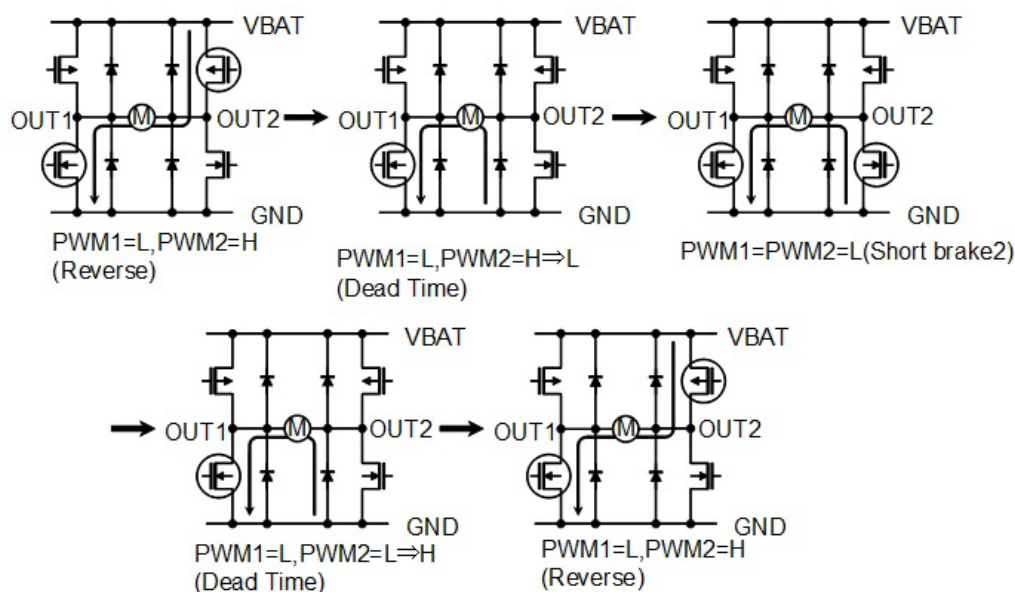 VBAT
VBAT
VBAT
OUT1 M OUT2
OUT1 M OUT2
OUT1 M OUT2
GND
GND
GND
PWM1=L,PWM2=H
(Reverse)
PWM1=L,PWM2=H⇒L
(Dead Time)
PWM1=PWM2=L(Short brake2)
VBAT
VBAT
OUT1 M OUT2
OUT1 M OUT2
GND
GND
PWM1=L,PWM2=L⇒H
(Dead Time)
PWM1=L,PWM2=H
(Reverse)